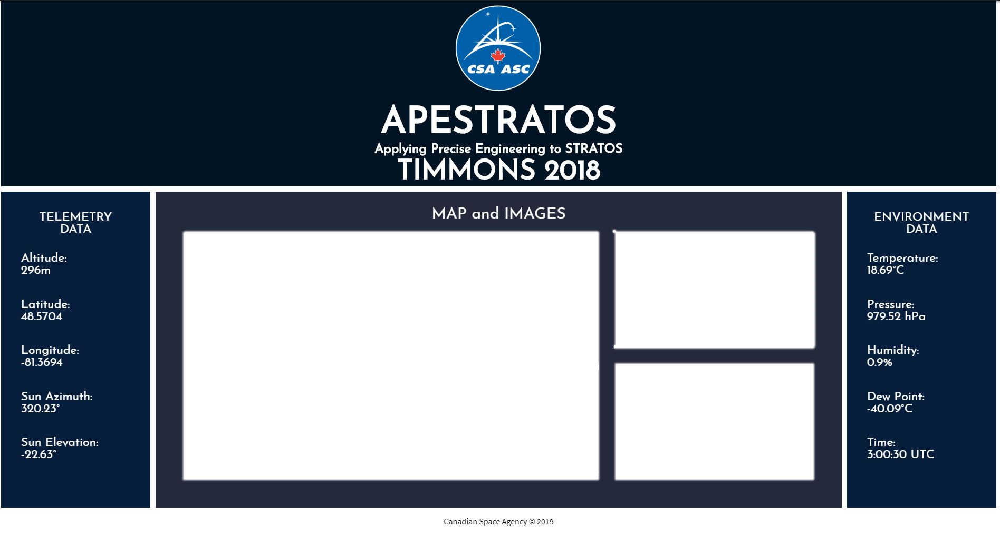 CSA ASC
APESTRATOS
Applying Precise Engineering to STRATOS
TIMMONS 2018
TELEMETRY
DATA
Altitude:
296m
Latitude:
48.5704
Longitude:
-81.3694
Sun Azimuth:
320.23°
Sun Elevation:
-22.63°
MAP and IMAGES
ENVIRONMENT
DATA
Temperature:
18.69°C
Pressure:
979.52 hPa
Humidity:
0.9%
Dew Point:
-40.09°C
Time:
3:00:30 UTC
Canadian Space Agency © 2019